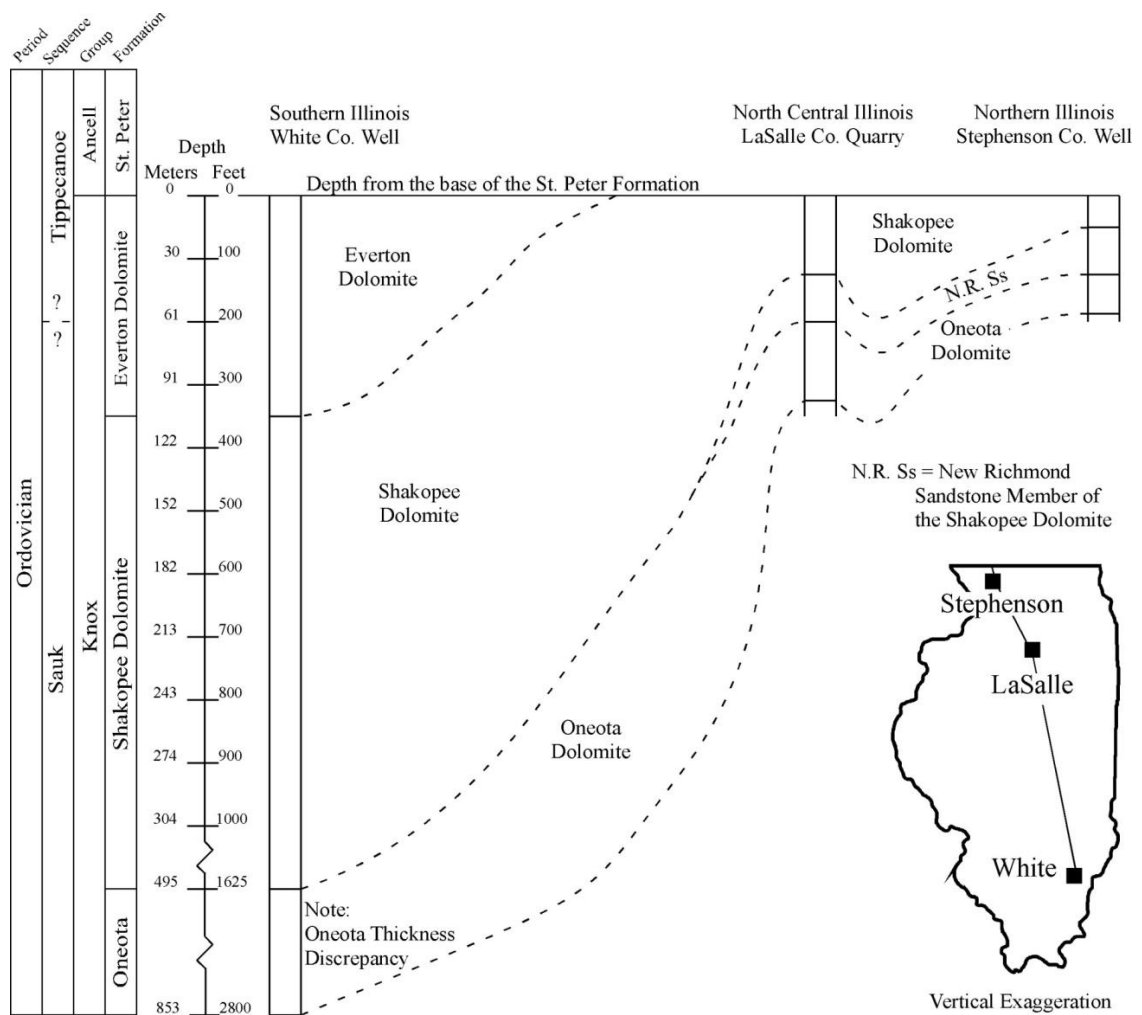 Period
Sequence
Group
Formation
Ordovician
Tippecanoe
?
?
Sauk
Ancell
Knox
St. Peter
Everton Dolomite
Shakopee Dolomite
Oneota
Depth
Meters Feet
0 0
30 100
61 200
91 300
122 400
152 500
182 600
213 700
243 800
274 900
304 1000
495 1625
853 2800
Southern Illinois
White Co. Well
North Central Illinois
LaSalle Co. Quarry
Northern Illinois
Stephenson Co. Well
Depth from the base of the St. Peter Formation
Everton
Dolomite
Shakopee
Dolomite
Oneota
Dolomite
Note:
Oneota Thickness
Discrepancy
Shakopee
Dolomite
N.R. Ss
Oneota
Dolomite
N.R. Ss = New Richmond
Sandstone Member of
the Shakopee Dolomite
Stephenson
LaSalle
White
Vertical Exaggeration